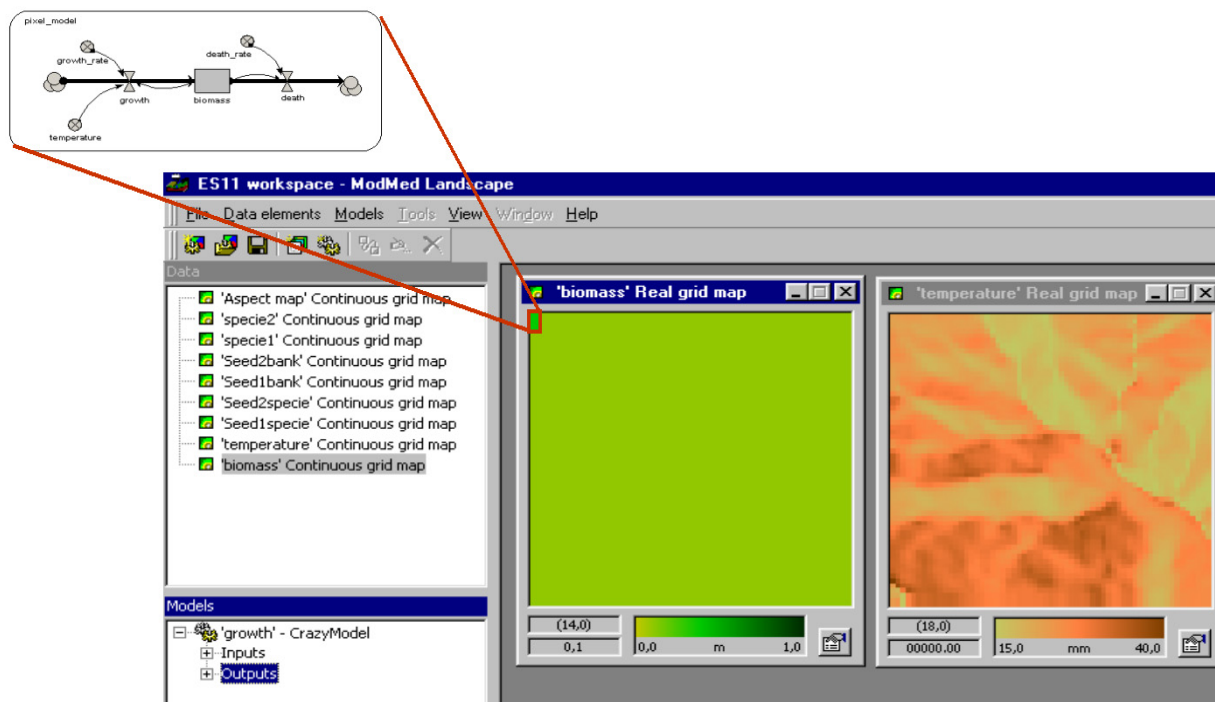 pixel_model
growth_rate
death_rate
growth
biomass
death
temperature
ES11 workspace - ModMed Landscape
File Data elements Models Tools View Window Help
Data
'Aspect map' Continuous grid map
'specie2' Continuous grid map
'specie1' Continuous grid map
'Seed2bank' Continuous grid map
'Seed1bank' Continuous grid map
'Seed2specie' Continuous grid map
'Seed1specie' Continuous grid map
'temperature' Continuous grid map
'biomass' Continuous grid map
Models
'growth' - CrazyModel
Inputs
Outputs
'biomass' Real grid map
(14,0)
0,1
0,0 m 1,0
'temperature' Real grid map
(18,0)
00000.00
15,0 mm 40,0